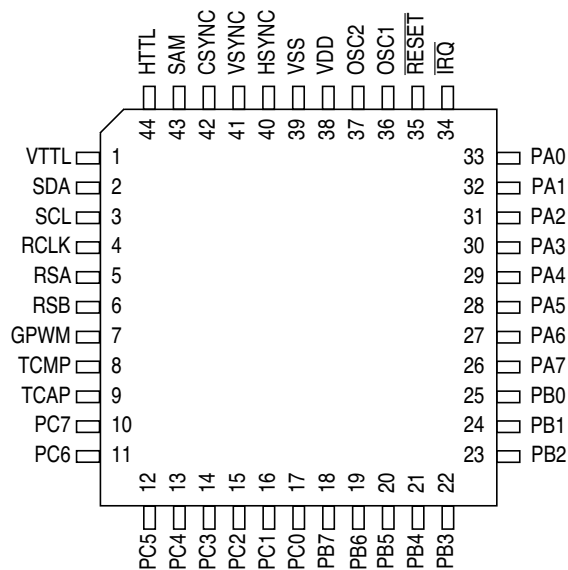 HTTL SAM CSYNC VSYNC HSYNC VSS VDD OSC2 OSC1 RESET IRQ
44 43 42 41 40 39 38 37 36 35 34
VTTL 1 33 PA0
SDA 2 32 PA1
SCL 3 31 PA2
RCLK 4 30 PA3
RSA 5 29 PA4
RSB 6 28 PA5
GPWM 7 27 PA6
TCMP 8 26 PA7
TCAP 9 25 PB0
PC7 10 24 PB1
PC6 11 23 PB2
12 13 14 15 16 17 18 19 20 21 22
PC5 PC4 PC3 PC2 PC1 PC0 PB7 PB6 PB5 PB4 PB3